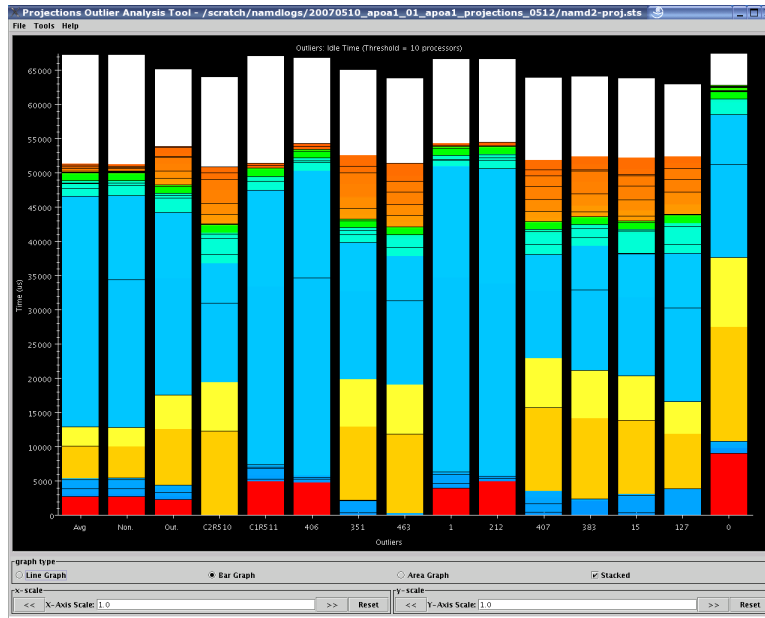 Projections Outlier Analysis Tool - /scratch/namdlogs/20070510_apoa1_01_apoa1_projections_0512/namd2-proj.sts
File Tools Help
Outliers: Idle Time (Threshold = 10 processors)
65000
60000
55000
50000
45000
40000
35000
30000
25000
20000
15000
10000
5000
0
Time (us)
Avg. Non. Out. C2R510 C1R511 406 351 463 1 212 407 383 15 127 0
Outliers
graph type
Line Graph Bar Graph Area Graph Stacked
x-scale y-scale
<< X-Axis Scale: 1.0 >> Reset << Y-Axis Scale: 1.0 >> Reset